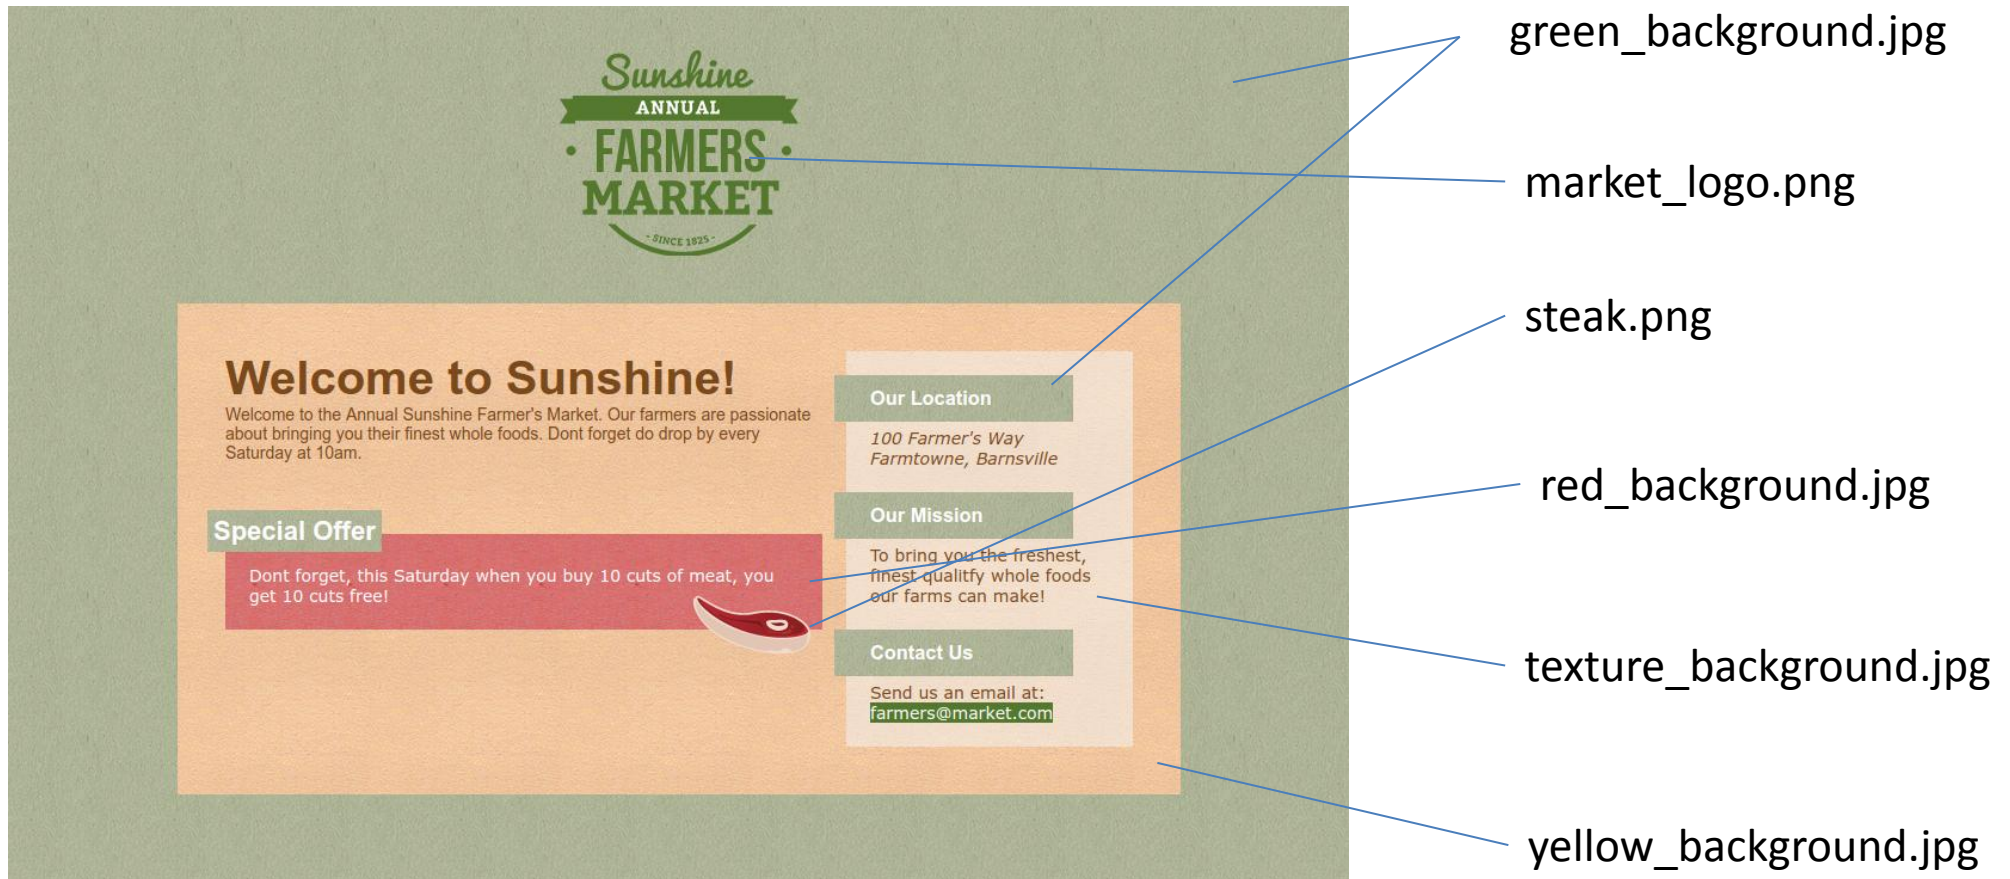 Sunshine
ANNUAL
• FARMERS •
MARKET
- SINCE 1825 -
Welcome to Sunshine!
Welcome to the Annual Sunshine Farmer's Market. Our farmers are passionate
about bringing you their finest whole foods. Dont forget do drop by every
Saturday at 10am.
Special Offer
Dont forget, this Saturday when you buy 10 cuts of meat, you
get 10 cuts free!
Our Location
100 Farmer's Way
Farmtowne, Barnsville
Our Mission
To bring you the freshest,
finest qualitfy whole foods
our farms can make!
Contact Us
Send us an email at:
farmers@market.com
green_background.jpg
market_logo.png
steak.png
red_background.jpg
texture_background.jpg
yellow_background.jpg